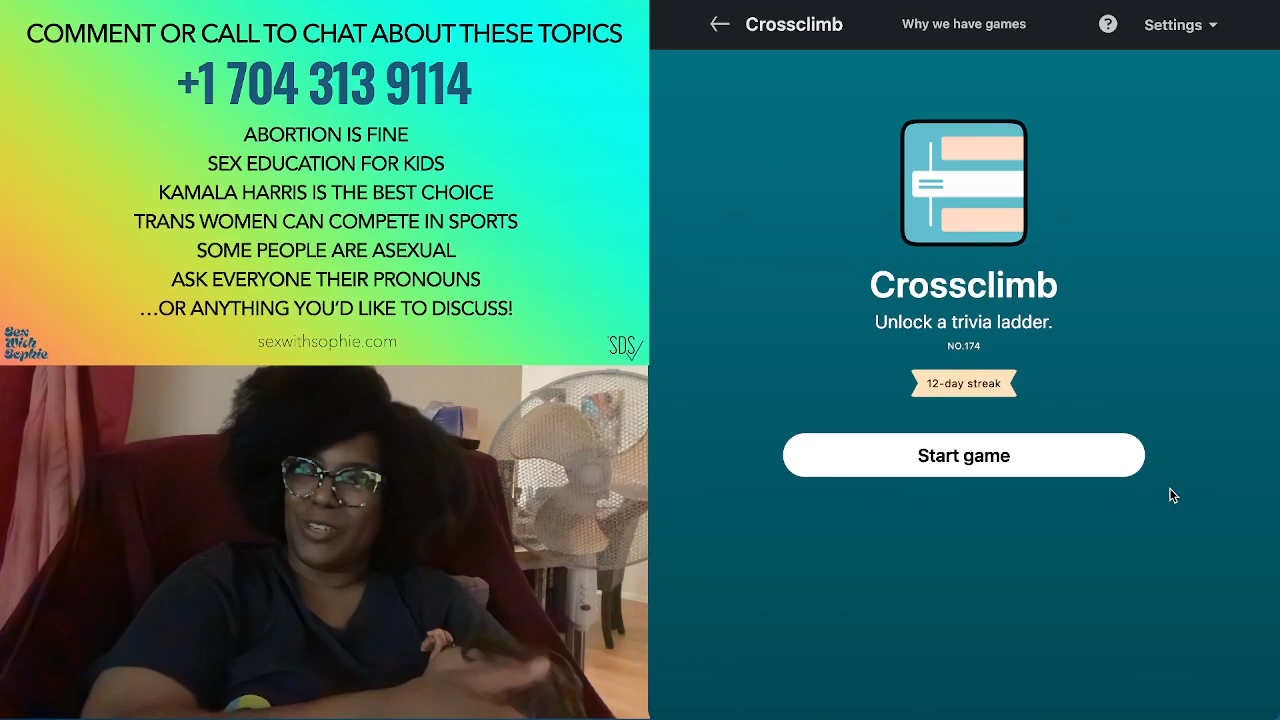 COMMENT OR CALL TO CHAT ABOUT THESE TOPICS
+1 704 313 9114
ABORTION IS FINE
SEX EDUCATION FOR KIDS
KAMALA HARRIS IS THE BEST CHOICE
TRANS WOMEN CAN COMPETE IN SPORTS
SOME PEOPLE ARE ASEXUAL
ASK EVERYONE THEIR PRONOUNS
...OR ANYTHING YOU'D LIKE TO DISCUSS!
sexwithsophie.com
Sex
With
Sophie
SDS
Crossclimb
Why we have games
?
Settings
Crossclimb
Unlock a trivia ladder.
NO.174
12-day streak
Start game